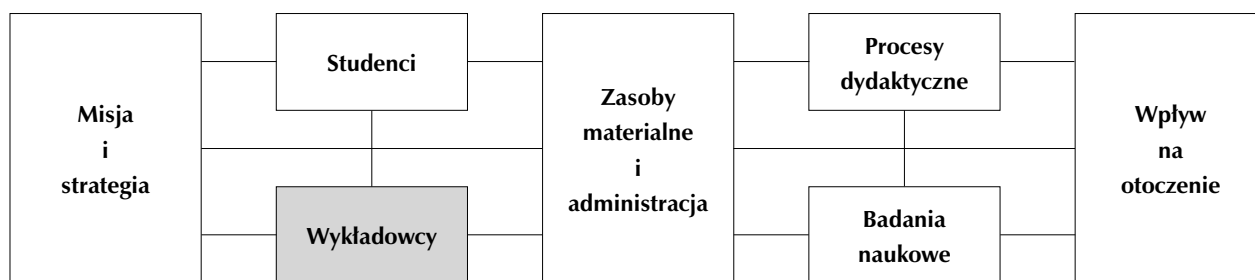 Misja
i
strategia
Studenci
Wykładowcy
Zasoby
materialne
i
administracja
Procesy
dydaktyczne
Badania
naukowe
Wpływ
na
otoczenie